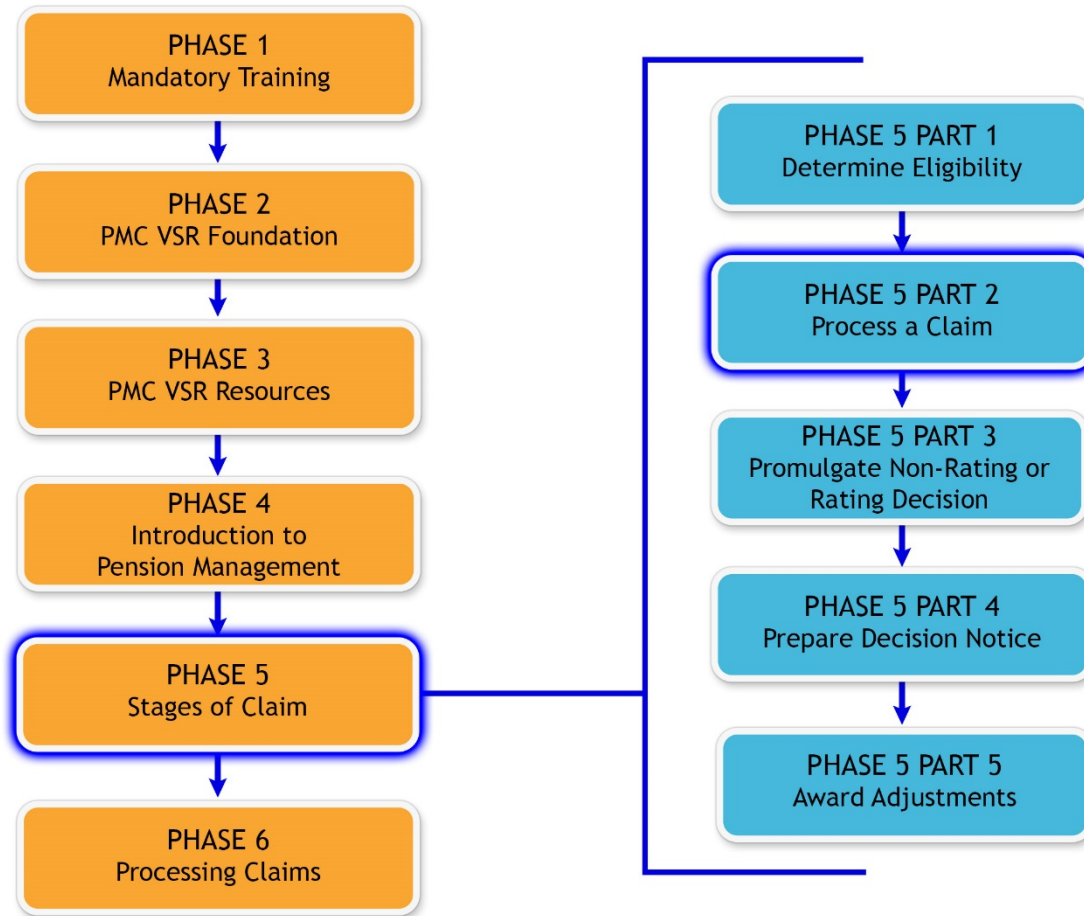 PHASE 1
Mandatory Training
PHASE 2
PMC VSR Foundation
PHASE 3
PMC VSR Resources
PHASE 4
Introduction to
Pension Management
PHASE 5
Stages of Claim
PHASE 6
Processing Claims
PHASE 5 PART 1
Determine Eligibility
PHASE 5 PART 2
Process a Claim
PHASE 5 PART 3
Promulgate Non-Rating or
Rating Decision
PHASE 5 PART 4
Prepare Decision Notice
PHASE 5 PART 5
Award Adjustments